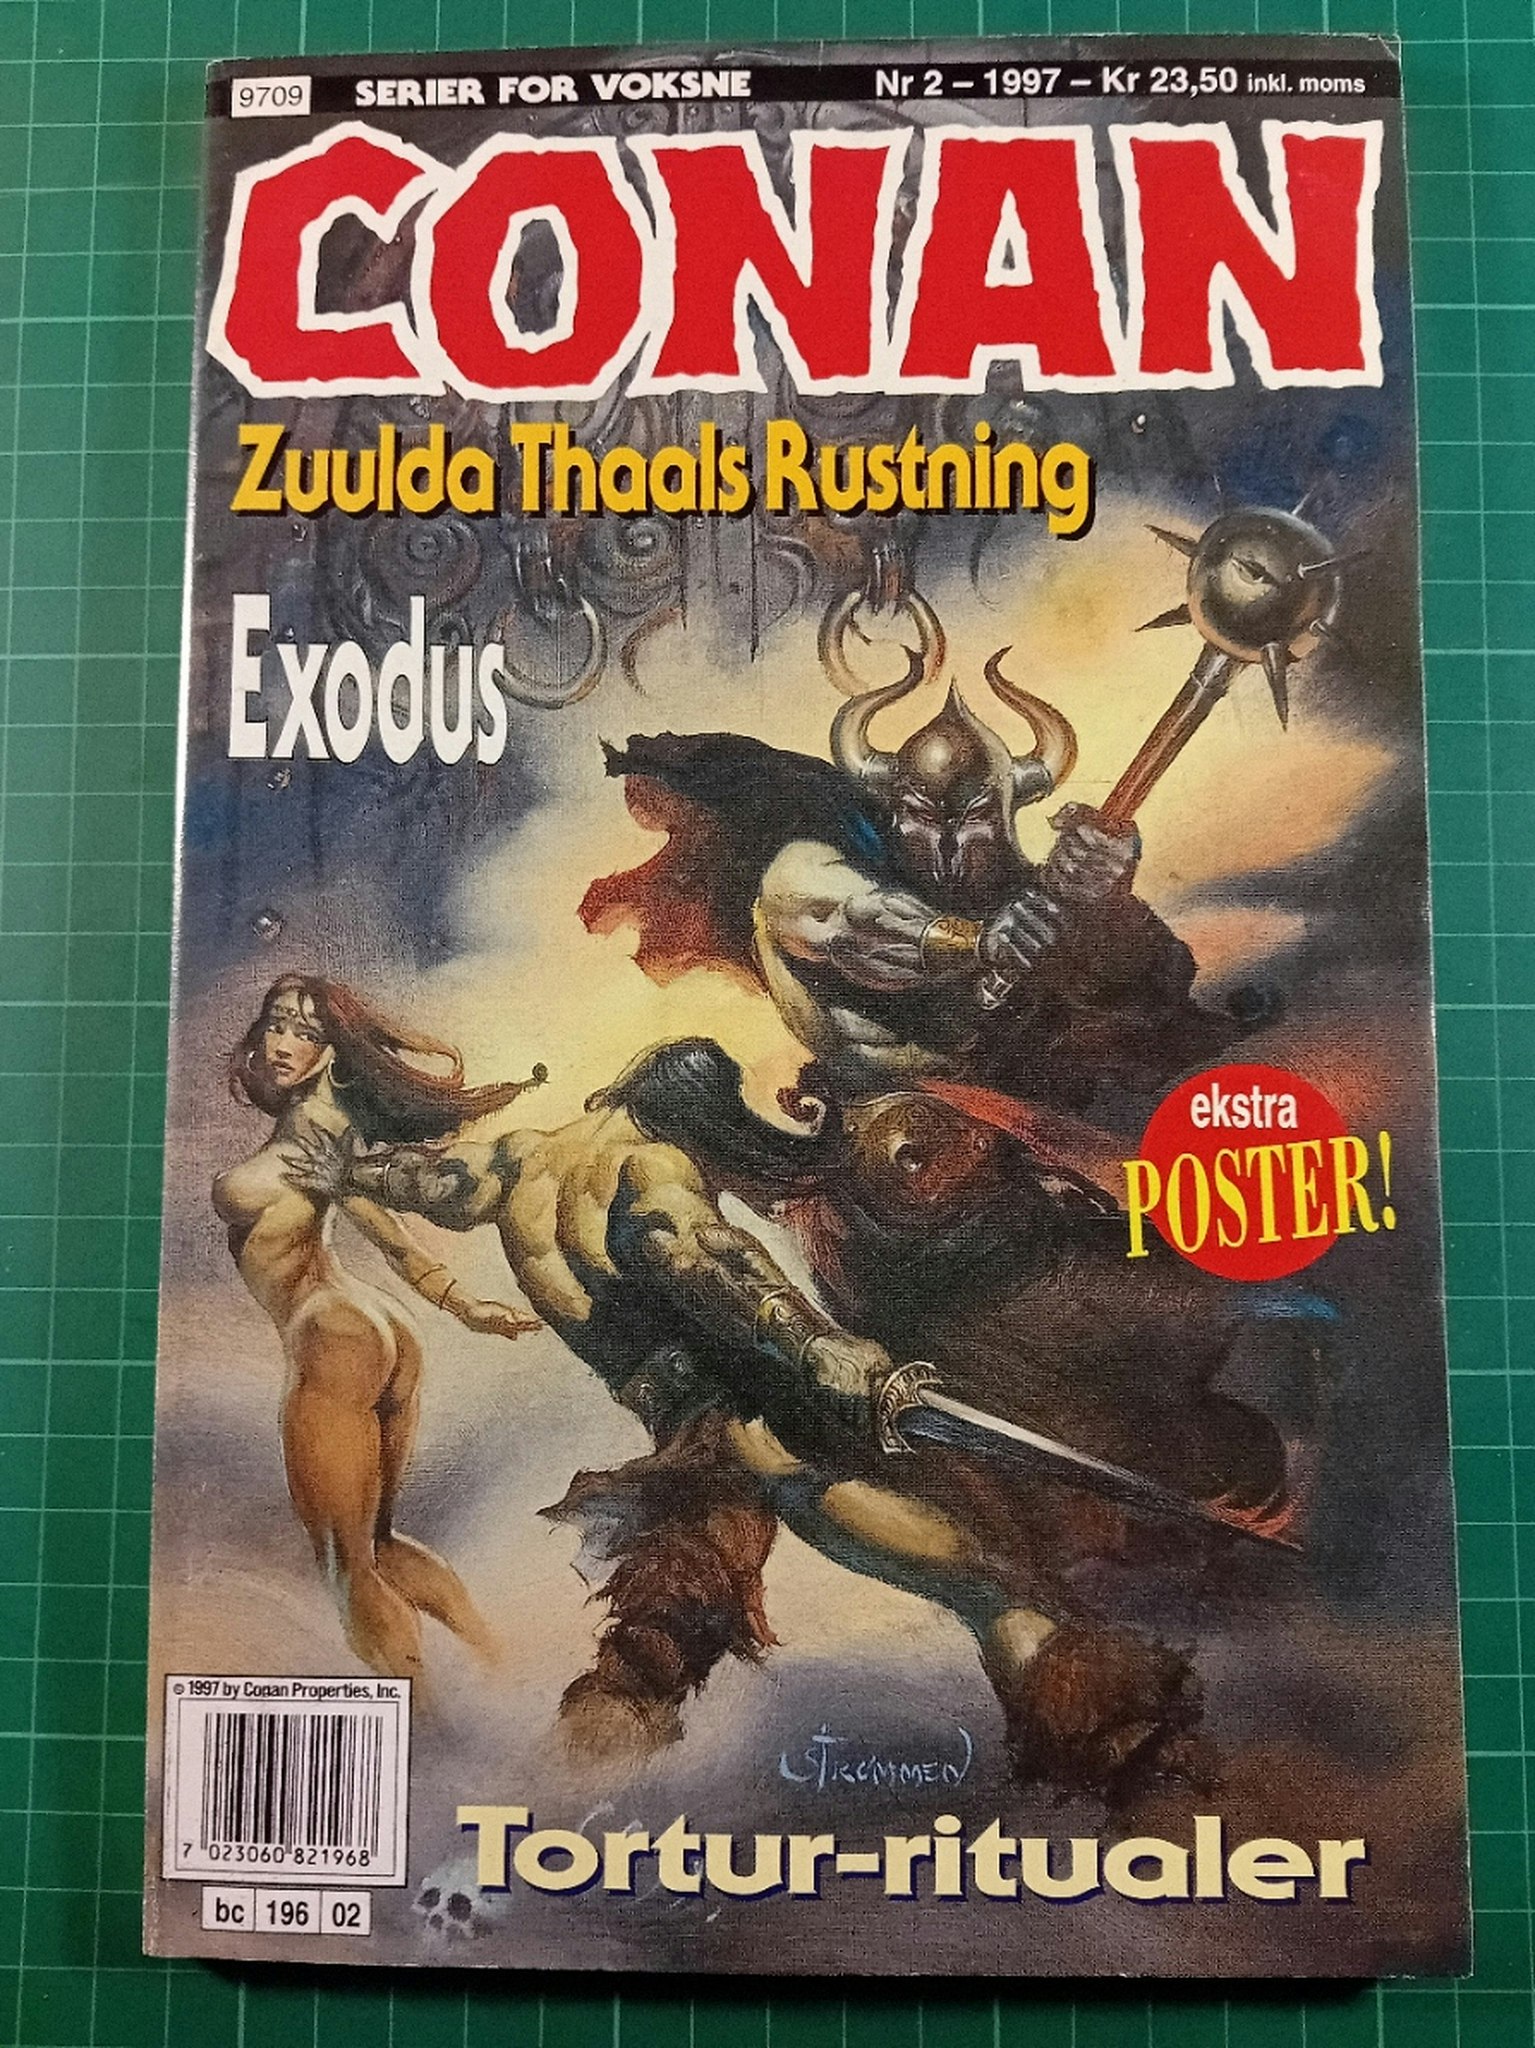 9709
SERIER FOR VOKSNE
Nr 2 – 1997 – Kr 23,50 inkl. moms
CONAN
Zuulda Thaals Rustning
Exodus
ekstra
POSTER!
© 1997 by Conan Properties, Inc.
7 023060 821968
bc 196 02
STRCMMEN
Tortur-ritualer